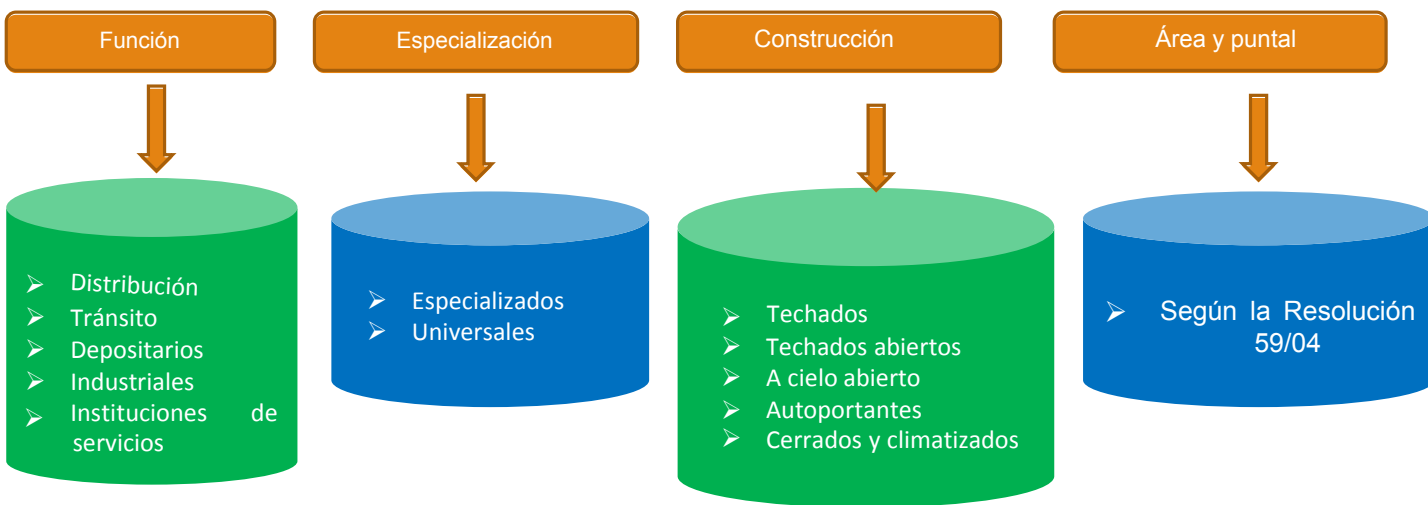 Función
Especialización
Construcción
Área y puntal
➢ Distribución
➢ Tránsito
➢ Depositarios
➢ Industriales
➢ Instituciones de
servicios
➢ Especializados
➢ Universales
➢ Techados
➢ Techados abiertos
➢ A cielo abierto
➢ Autoportantes
➢ Cerrados y climatizados
➢ Según la Resolución
59/04